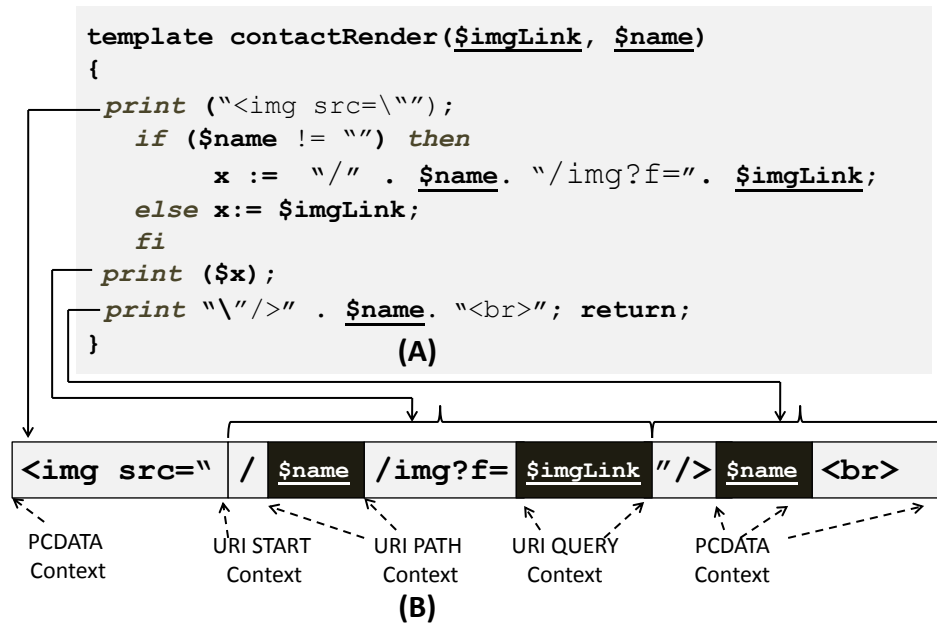 template contactRender($imgLink, $name)
{
print (“<img src=\“”);
if ($name != “”) then
x := “/” . $name. “/img?f=”. $imgLink;
else x:= $imgLink;
fi
print ($x);
print “\”/>” . $name. “<br>”; return;
}
(A)
<img src=“ / $name /img?f= $imgLink ”/> $name <br>
PCDATA Context
URI START Context
URI PATH Context
URI QUERY Context
PCDATA Context
(B)